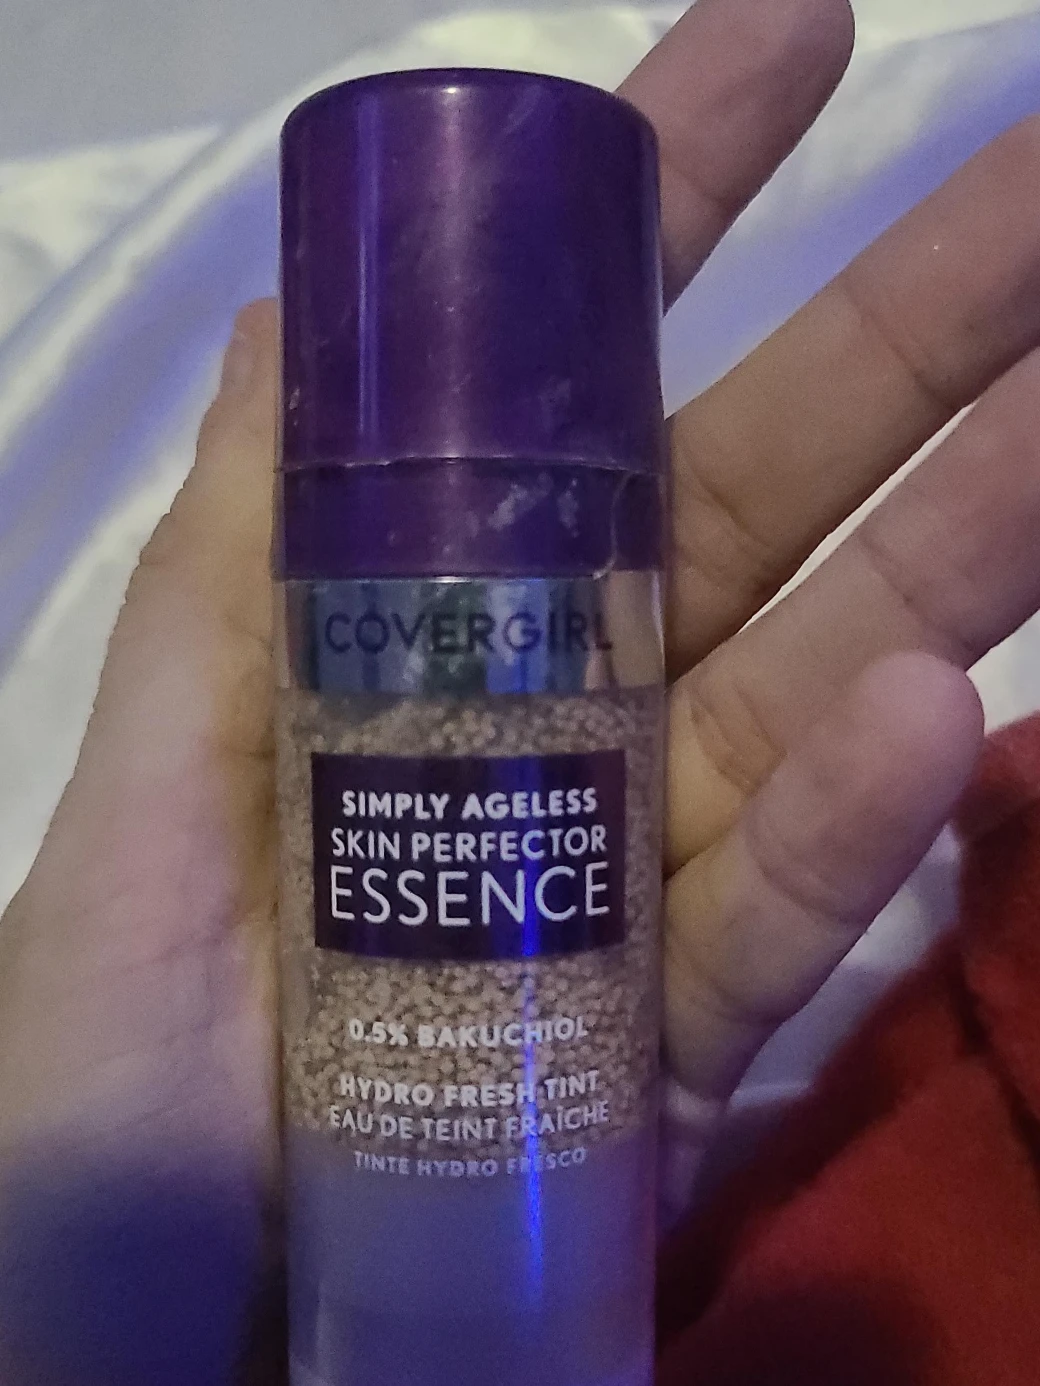 COVERGIRL
SIMPLY AGELESS
SKIN PERFECTOR
ESSENCE
0.5% BAKUCHIOL
HYDRO FRESH TINT
EAU DE TEINT FRAÎCHE
TINTE HYDRO FRESCO